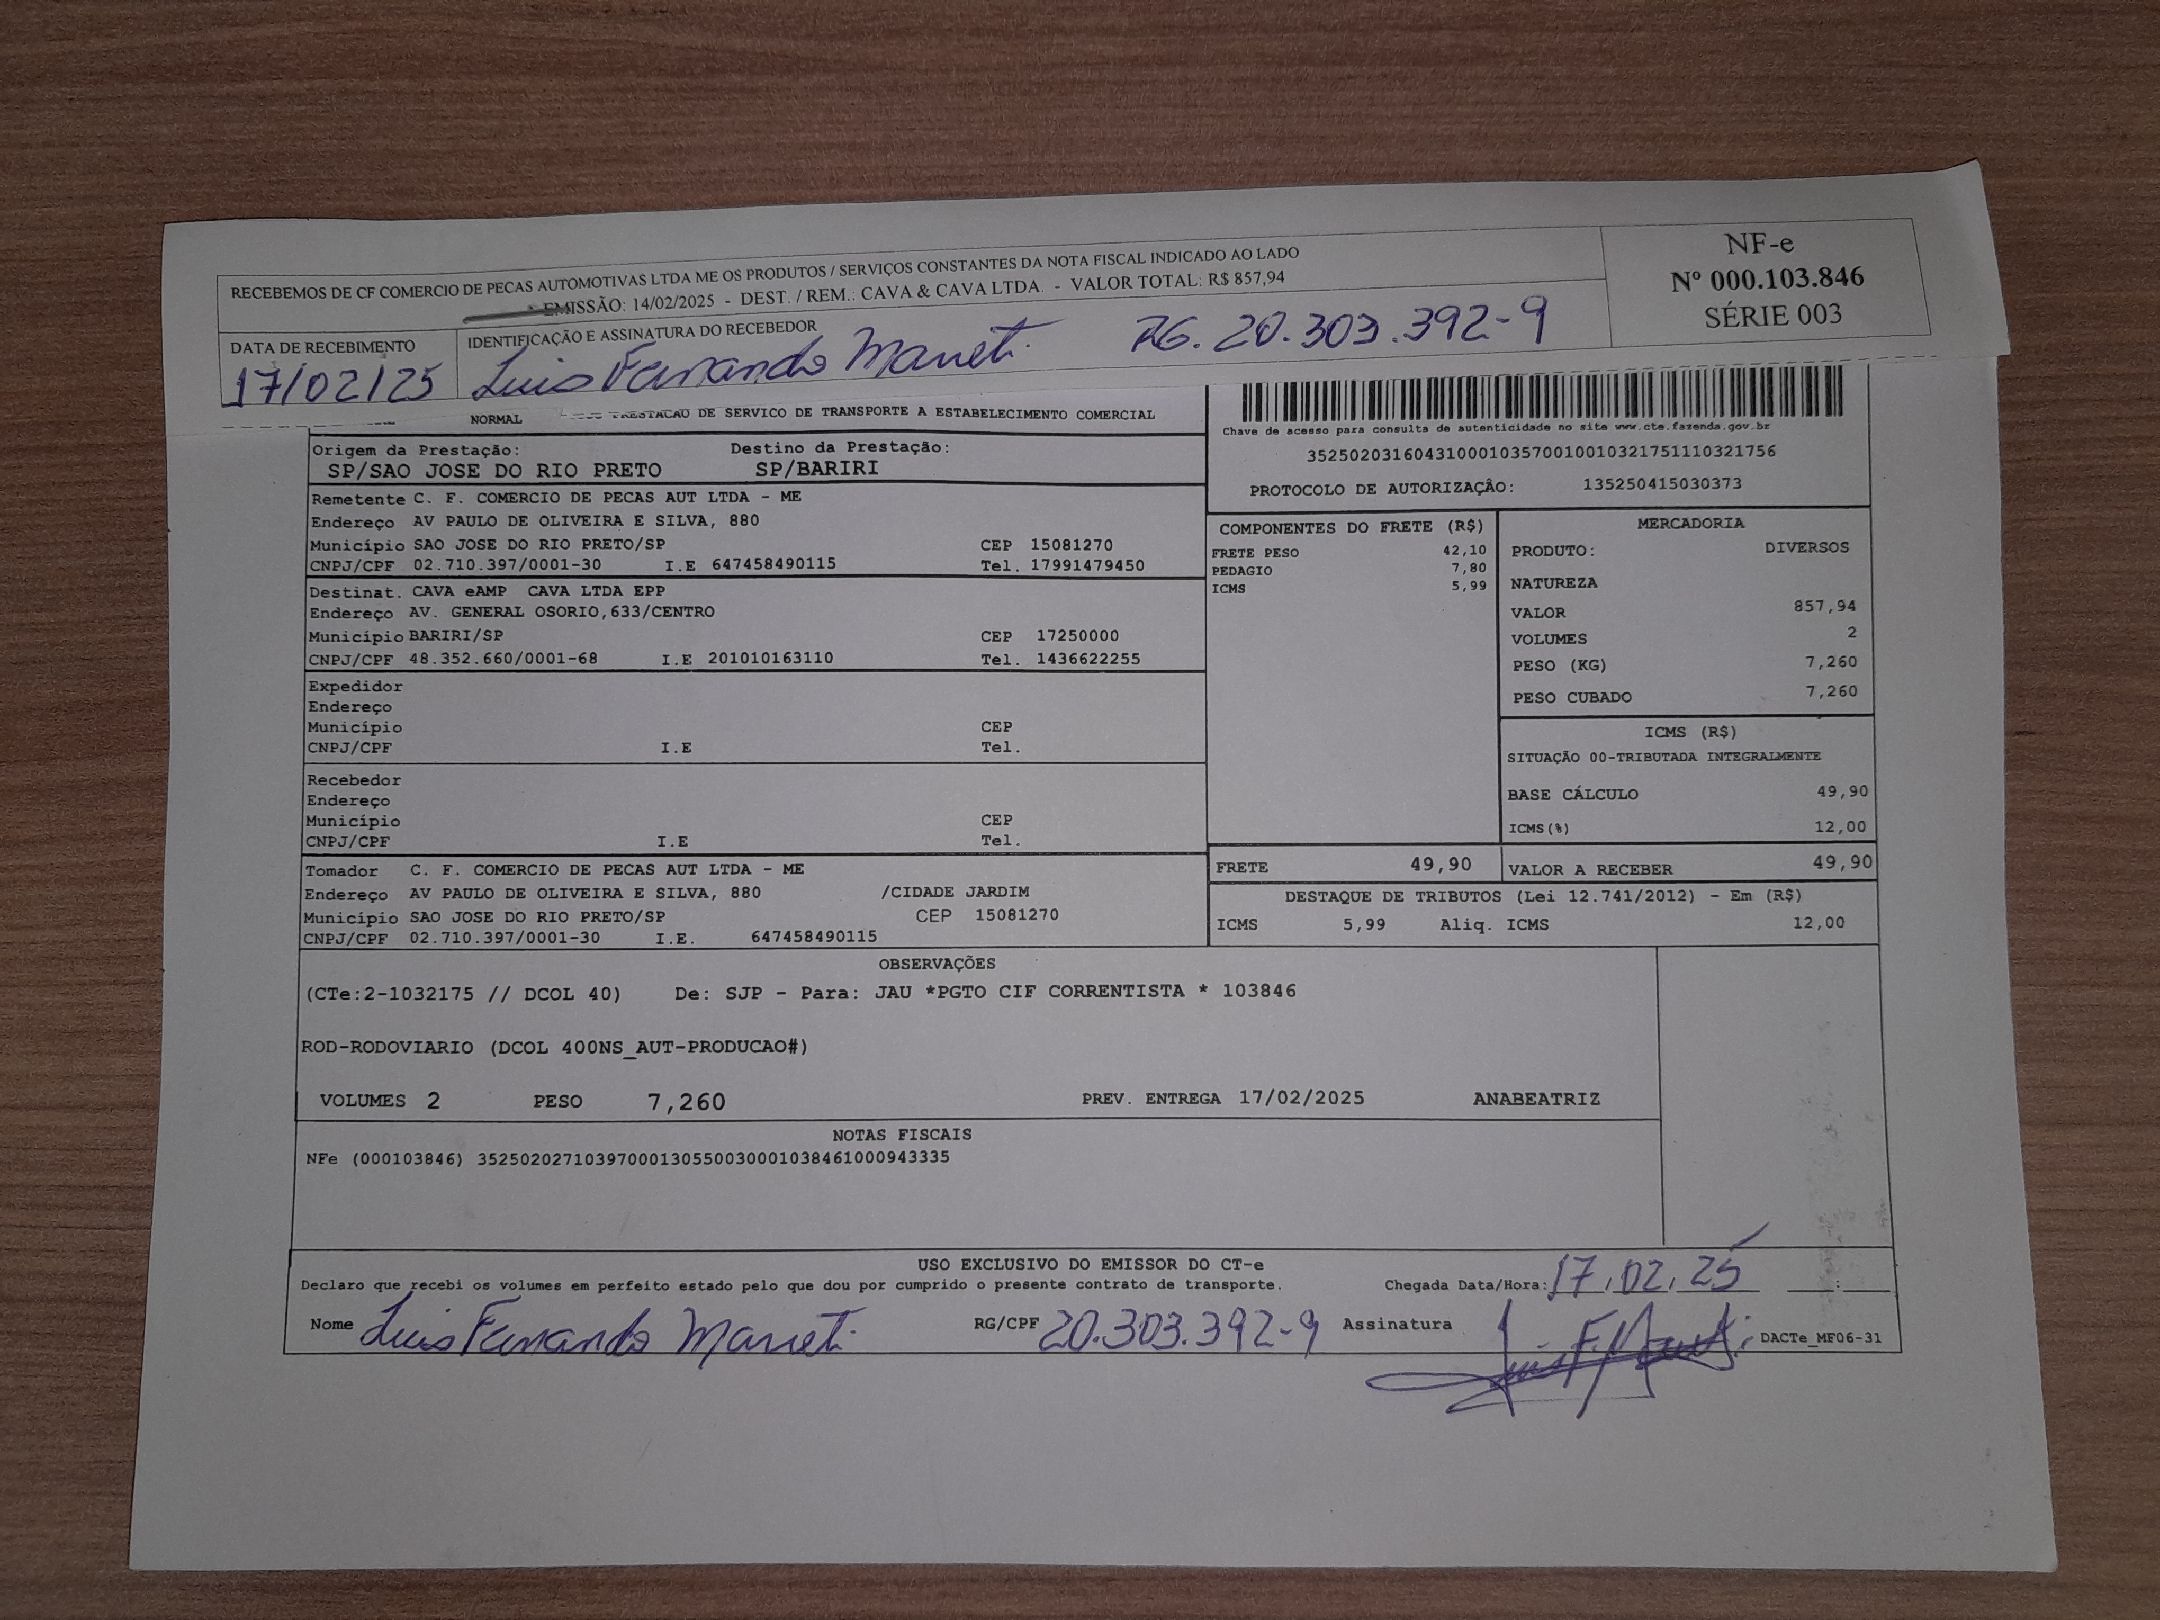 RECEBEMOS DE CF COMERCIO DE PECAS AUTOMOTIVAS LTDA ME OS PRODUTOS / SERVIÇOS CONSTANTES DA NOTA FISCAL INDICADO AO LADO
EMISSÃO: 14/02/2025 - DEST. / REM.: CAVA & CAVA LTDA. - VALOR TOTAL: R$ 857,94
NF-e
Nº 000.103.846
SÉRIE 003
DATA DE RECEBIMENTO
17/02/25
IDENTIFICAÇÃO E ASSINATURA DO RECEBEDOR
Luis Fernando RG. 20.303.392-9
NORMAL PRESTACAO DE SERVICO DE TRANSPORTE A ESTABELECIMENTO COMERCIAL
Chave de acesso para consulta de autenticidade no site www.cte.fazenda.gov.br
35250203160431000103570010010321751110321756
PROTOCOLO DE AUTORIZAÇÂO: 135250415030373
Origem da Prestação: Destino da Prestação:
SP/SAO JOSE DO RIO PRETO SP/BARIRI
Remetente C. F. COMERCIO DE PECAS AUT LTDA - ME
Endereço AV PAULO DE OLIVEIRA E SILVA, 880
Município SAO JOSE DO RIO PRETO/SP CEP 15081270
CNPJ/CPF 02.710.397/0001-30 I.E 647458490115 Tel. 17991479450
Destinat. CAVA eAMP CAVA LTDA EPP
Endereço AV. GENERAL OSORIO,633/CENTRO
Município BARIRI/SP CEP 17250000
CNPJ/CPF 48.352.660/0001-68 I.E 201010163110 Tel. 1436622255
Expedidor
Endereço
Município CEP
CNPJ/CPF I.E Tel.
Recebedor
Endereço
Município CEP
CNPJ/CPF I.E Tel.
Tomador C. F. COMERCIO DE PECAS AUT LTDA - ME
Endereço AV PAULO DE OLIVEIRA E SILVA, 880 /CIDADE JARDIM
Município SAO JOSE DO RIO PRETO/SP CEP 15081270
CNPJ/CPF 02.710.397/0001-30 I.E. 647458490115
COMPONENTES DO FRETE (R$)
FRETE PESO 42,10
PEDAGIO 7,80
ICMS 5,99
MERCADORIA
PRODUTO: DIVERSOS
NATUREZA
VALOR 857,94
VOLUMES 2
PESO (KG) 7,260
PESO CUBADO 7,260
ICMS (R$)
SITUAÇÃO 00-TRIBUTADA INTEGRALMENTE
BASE CÁLCULO 49,90
ICMS(%) 12,00
FRETE 49,90 VALOR A RECEBER 49,90
DESTAQUE DE TRIBUTOS (Lei 12.741/2012) - Em (R$)
ICMS 5,99 Aliq. ICMS 12,00
OBSERVAÇÕES
(CTe:2-1032175 // DCOL 40) De: SJP - Para: JAU *PGTO CIF CORRENTISTA * 103846
ROD-RODOVIARIO (DCOL 400NS_AUT-PRODUCAO#)
VOLUMES 2 PESO 7,260 PREV. ENTREGA 17/02/2025 ANABEATRIZ
NOTAS FISCAIS
NFe (000103846) 35250202710397000130550030001038461000943335
USO EXCLUSIVO DO EMISSOR DO CT-e
Declaro que recebi os volumes em perfeito estado pelo que dou por cumprido o presente contrato de transporte. Chegada Data/Hora: 17.02.25 :
Nome Luis Fernando RG/CPF 20.303.392-9 Assinatura
DACTe_MF06-31